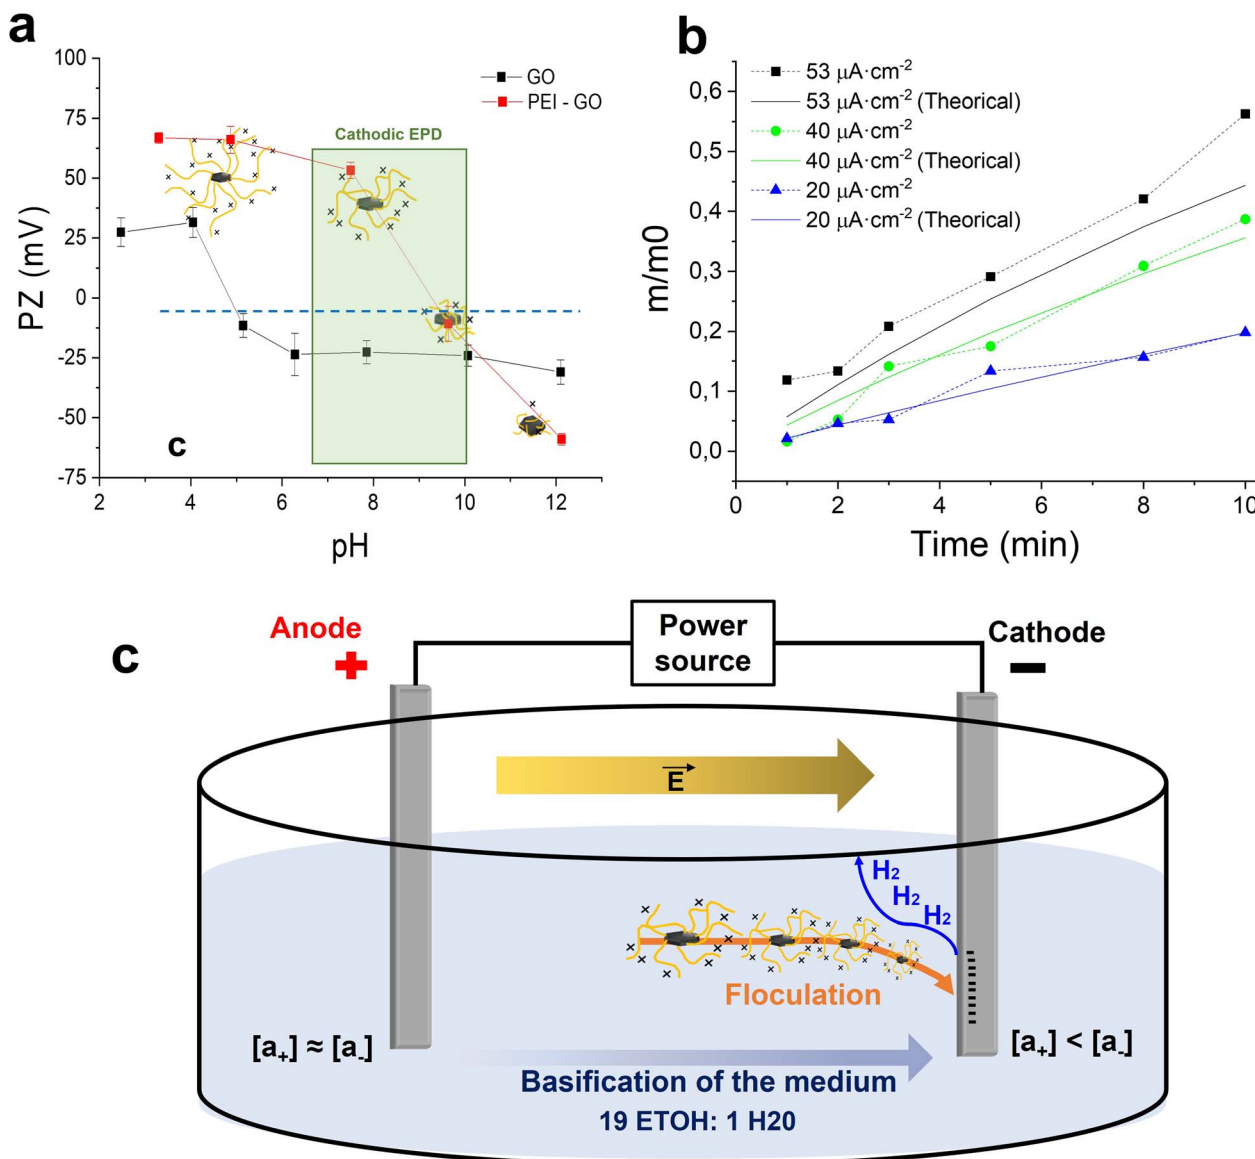 a
100
75
50
25
0
-25
-50
-75
PZ (mV)
2
4
6
8
10
12
pH
GO
PEI - GO
Cathodic EPD
c
b
0,6
0,5
0,4
0,3
0,2
0,1
0,0
m/m0
0
2
4
6
8
10
Time (min)
53 μA·cm-2
53 μA·cm-2 (Theorical)
40 μA·cm-2
40 μA·cm-2 (Theorical)
20 μA·cm-2
20 μA·cm-2 (Theorical)
c
Anode
+
Power
source
Cathode
−
E
H2
H2
H2
Floculation
[a+] ≈ [a-]
[a+] < [a-]
Basification of the medium
19 ETOH: 1 H20